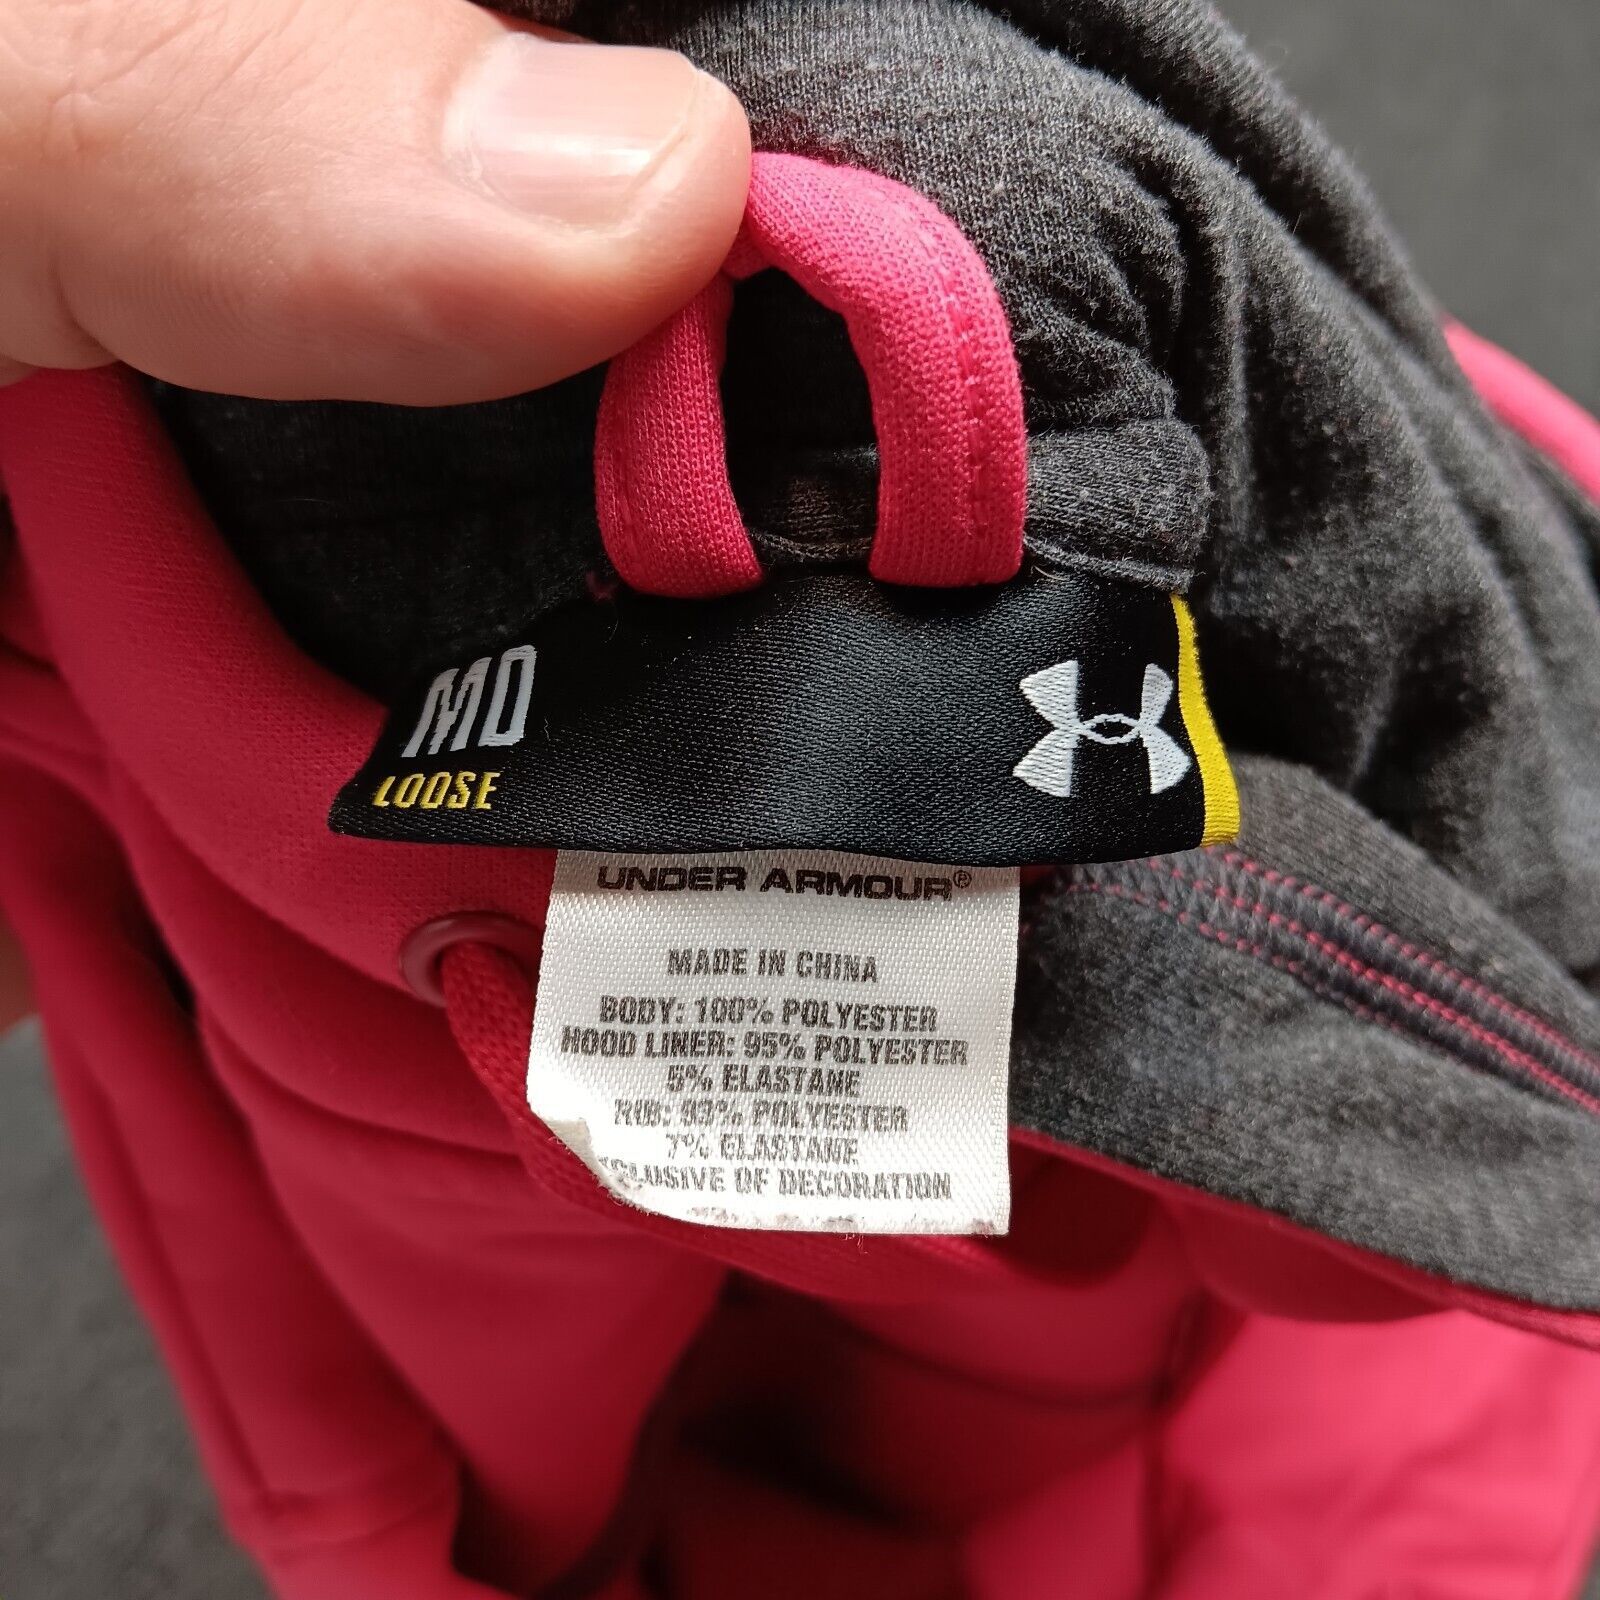 MD
LOOSE
UNDER ARMOUR®
MADE IN CHINA
BODY: 100% POLYESTER
HOOD LINER: 95% POLYESTER
5% ELASTANE
RIB: 93% POLYESTER
7% ELASTANE
CLUSIVE OF DECORATION